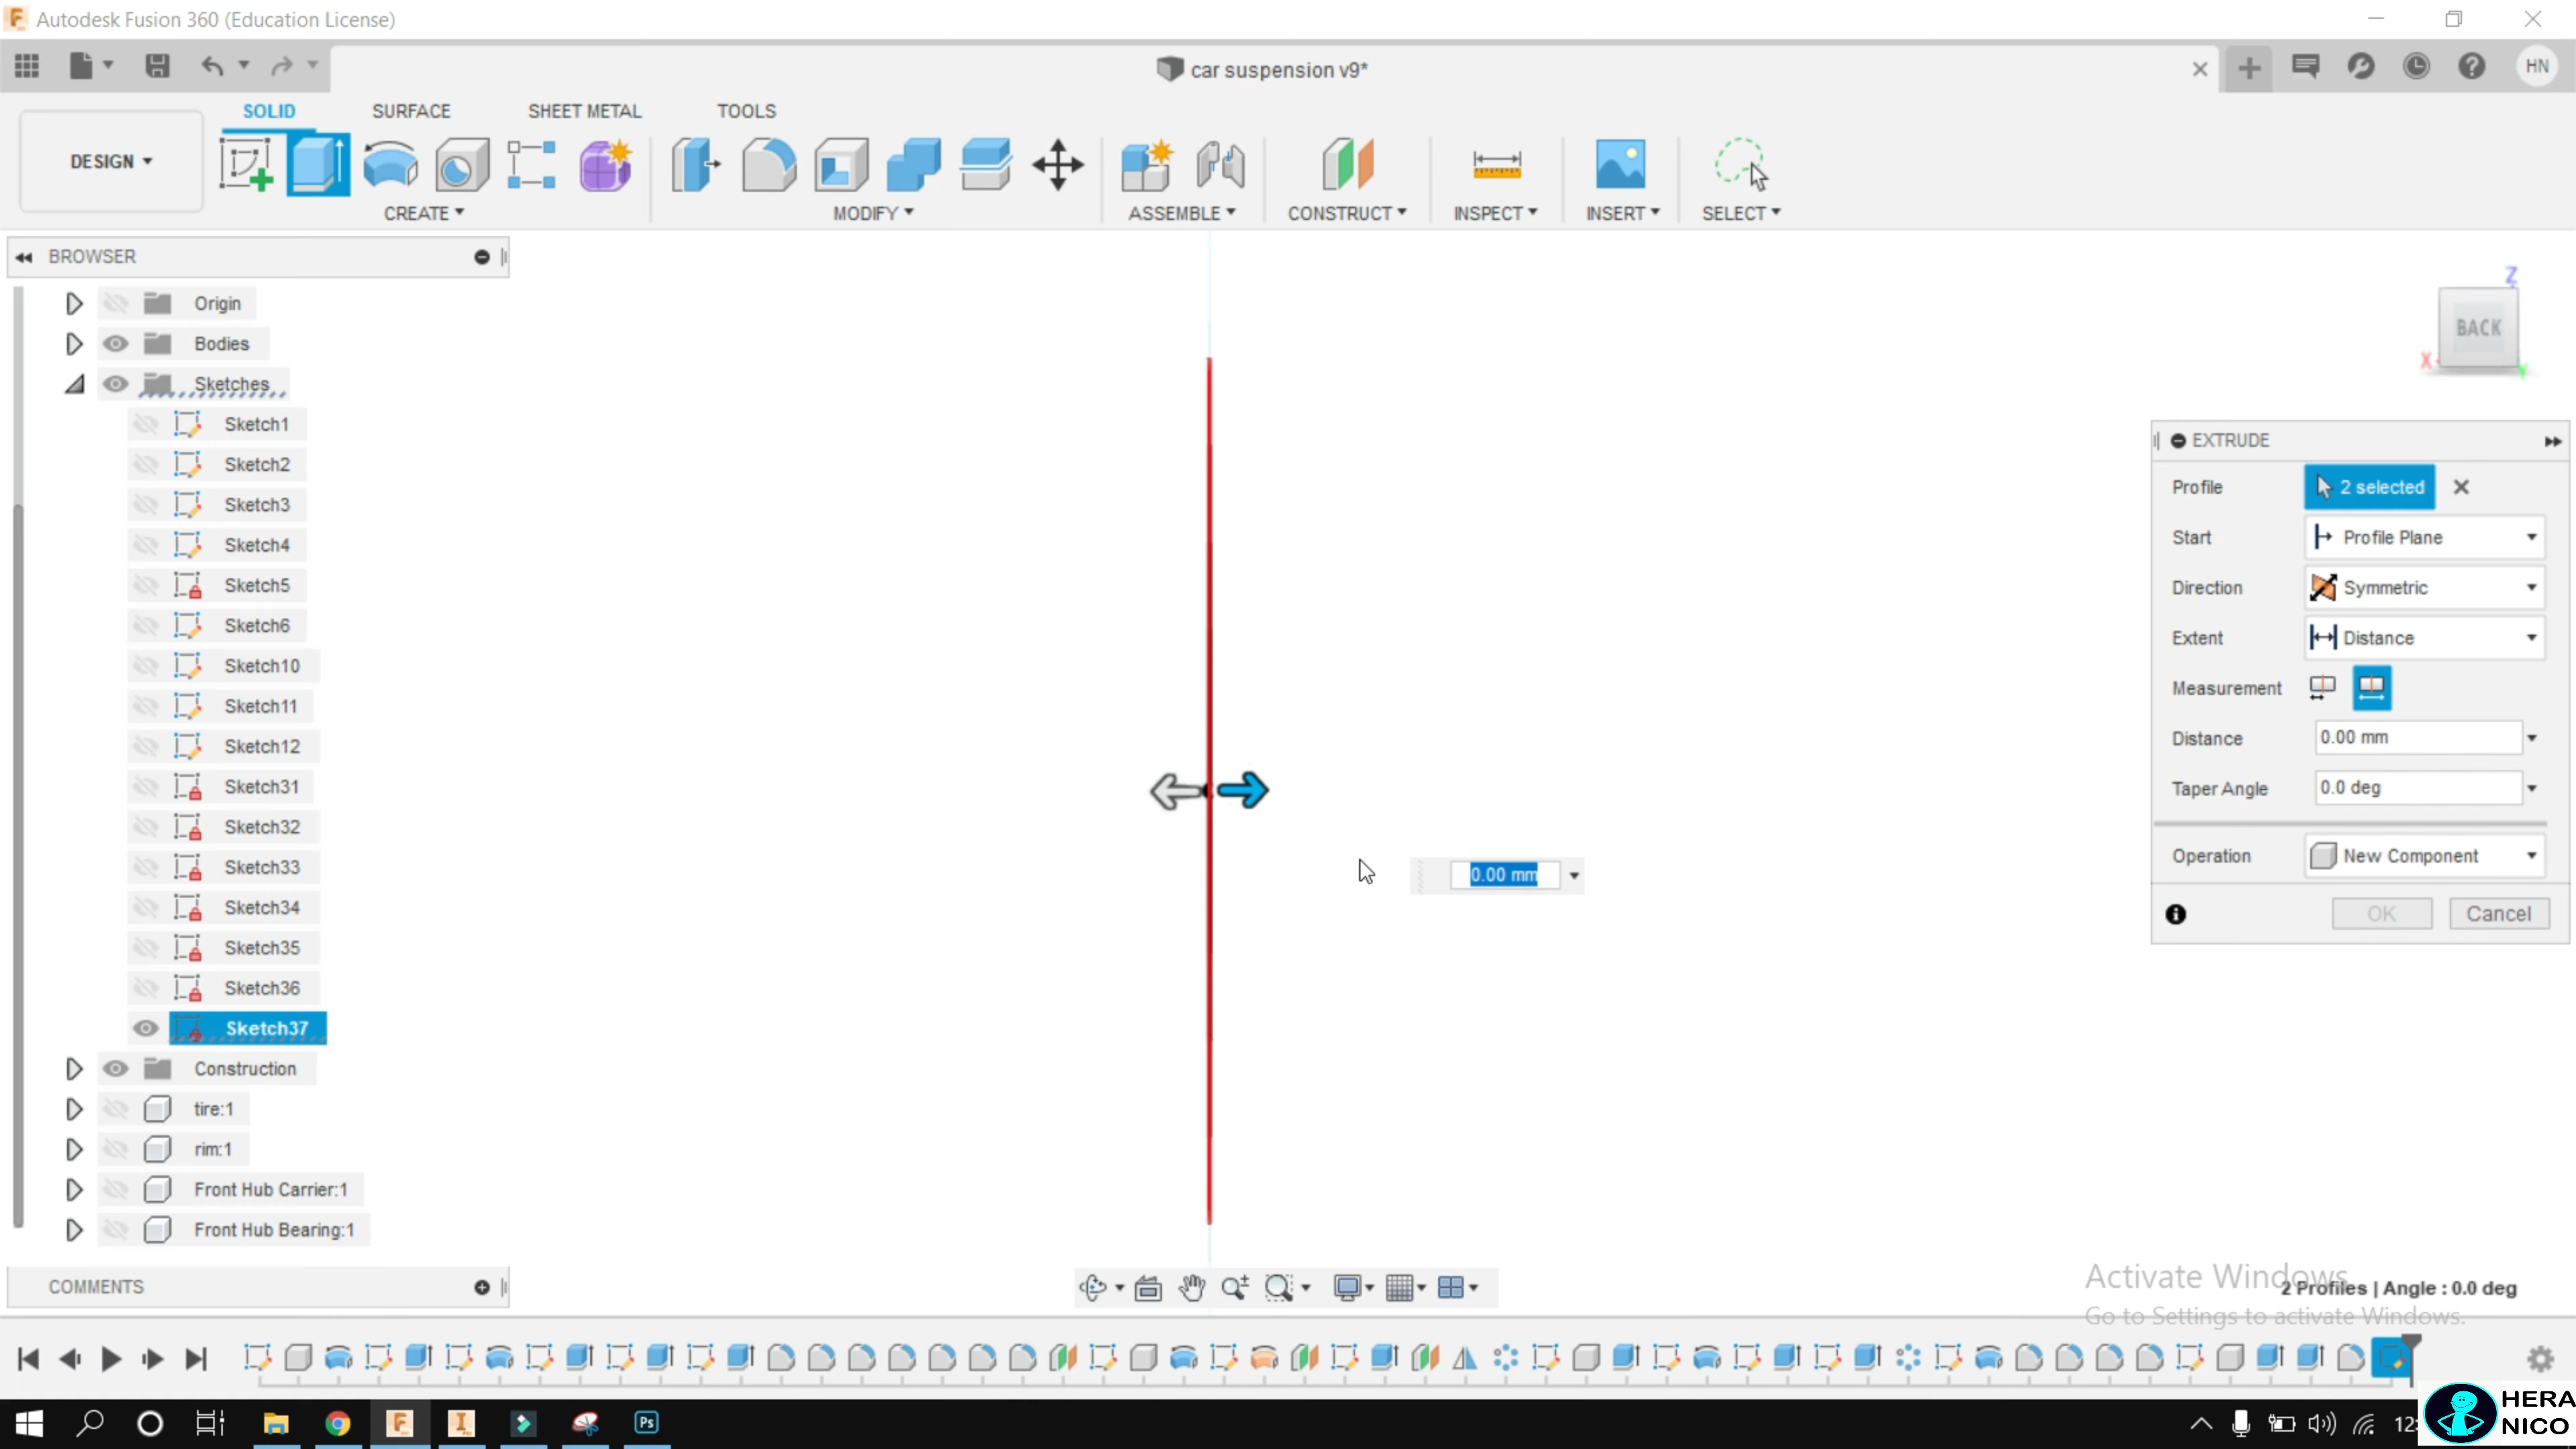 Autodesk Fusion 360 (Education License)
car suspension v9*
HN
SOLID
SURFACE
SHEET METAL
TOOLS
DESIGN
CREATE
MODIFY
ASSEMBLE
CONSTRUCT
INSPECT
INSERT
SELECT
BROWSER
Origin
Bodies
Sketches
Sketch1
Sketch2
Sketch3
Sketch4
Sketch5
Sketch6
Sketch10
Sketch11
Sketch12
Sketch31
Sketch32
Sketch33
Sketch34
Sketch35
Sketch36
Sketch37
Construction
tire:1
rim:1
Front Hub Carrier:1
Front Hub Bearing:1
COMMENTS
0.00 mm
Z
BACK
X
Y
EXTRUDE
Profile 2 selected
Start Profile Plane
Direction Symmetric
Extent Distance
Measurement
Distance 0.00 mm
Taper Angle 0.0 deg
Operation New Component
OK Cancel
Activate Windows
2 Profiles | Angle : 0.0 deg
Go to Settings to activate Windows.
Ps
HERA
NICO